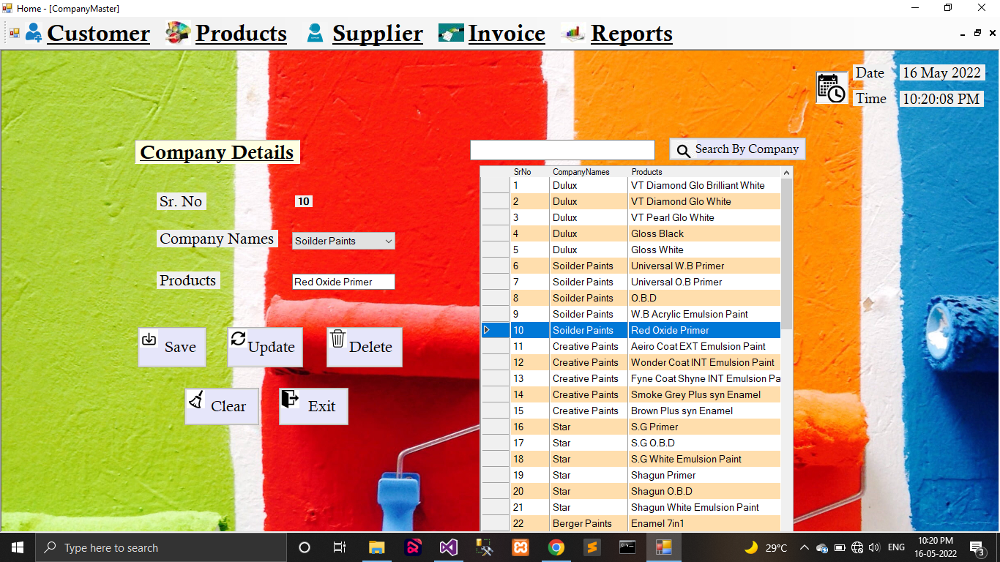 Home - [CompanyMaster]
Customer Products Supplier Invoice Reports
Date 16 May 2022
Time 10:20:08 PM
Company Details
Search By Company
Sr. No 10
Company Names Soilder Paints
Products Red Oxide Primer
Save Update Delete
Clear Exit
SrNo CompanyNames Products
1 Dulux VT Diamond Glo Brilliant White
2 Dulux VT Diamond Glo White
3 Dulux VT Pearl Glo White
4 Dulux Gloss Black
5 Dulux Gloss White
6 Soilder Paints Universal W.B Primer
7 Soilder Paints Universal O.B Primer
8 Soilder Paints O.B.D
9 Soilder Paints W.B Acrylic Emulsion Paint
10 Soilder Paints Red Oxide Primer
11 Creative Paints Aeiro Coat EXT Emulsion Paint
12 Creative Paints Wonder Coat INT Emulsion Paint
13 Creative Paints Fyne Coat Shyne INT Emulsion Pa
14 Creative Paints Smoke Grey Plus syn Enamel
15 Creative Paints Brown Plus syn Enamel
16 Star S.G Primer
17 Star S.G O.B.D
18 Star S.G White Emulsion Paint
19 Star Shagun Primer
20 Star Shagun O.B.D
21 Star Shagun White Emulsion Paint
22 Berger Paints Enamel 7in1
Type here to search
29°C
ENG
10:20 PM
16-05-2022
3